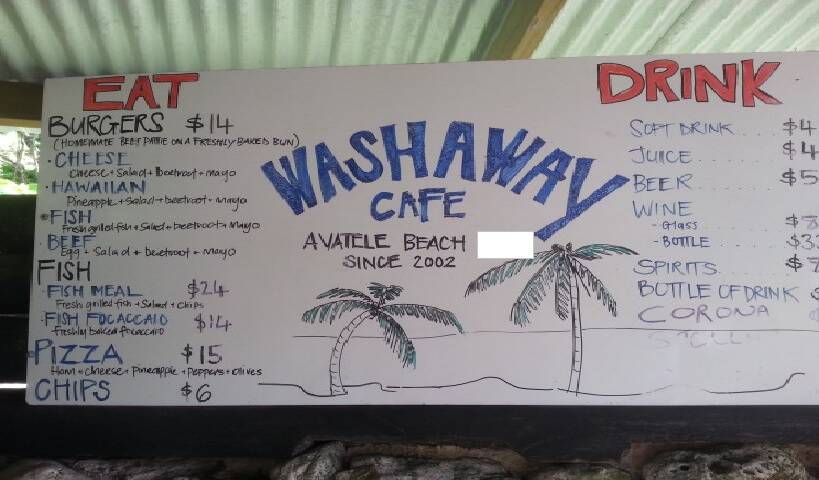 EAT
BURGERS $14
(HOMEMADE BEEF PATTIE ON A FRESHLY BAKED BUN)
· CHEESE
Cheese + Salad + beetroot + mayo
· HAWAIIAN
Pineapple + Salad + beetroot + mayo
· FISH
Fresh grilled fish + Salad + beetroot + mayo
· BEEF
Egg + Salad + beetroot + Mayo
FISH
· FISH MEAL $24
Fresh grilled fish + Salad + chips
· FISH FOCACCAIO $14
freshly baked focaccaio
PIZZA $15
Ham + cheese + pineapple + peppers + olives
CHIPS $6
WASHAWAY
CAFE
AVATELE BEACH
SINCE 2002
DRINK
SOFT DRINK ... $4
JUICE ... $4
BEER ... $5
WINE
- Glass ... $
- BOTTLE ... $3
SPIRITS ... $7
BOTTLE OF DRINK $
CORONA